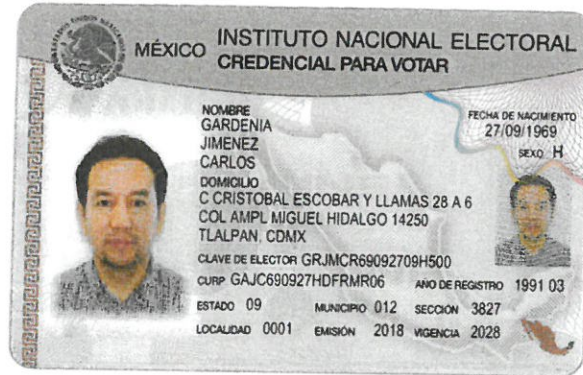 MÉXICO
INSTITUTO NACIONAL ELECTORAL
CREDENCIAL PARA VOTAR
NOMBRE
GARDENIA
JIMENEZ
CARLOS
FECHA DE NACIMIENTO
27/09/1969
SEXO H
DOMICILIO
C CRISTOBAL ESCOBAR Y LLAMAS 28 A 6
COL AMPL MIGUEL HIDALGO 14250
TLALPAN, CDMX
CLAVE DE ELECTOR GRJMCR69092709H500
CURP GAJC690927HDFRMR06 AÑO DE REGISTRO 1991 03
ESTADO 09 MUNICIPIO 012 SECCIÓN 3827
LOCALIDAD 0001 EMISIÓN 2018 VIGENCIA 2028